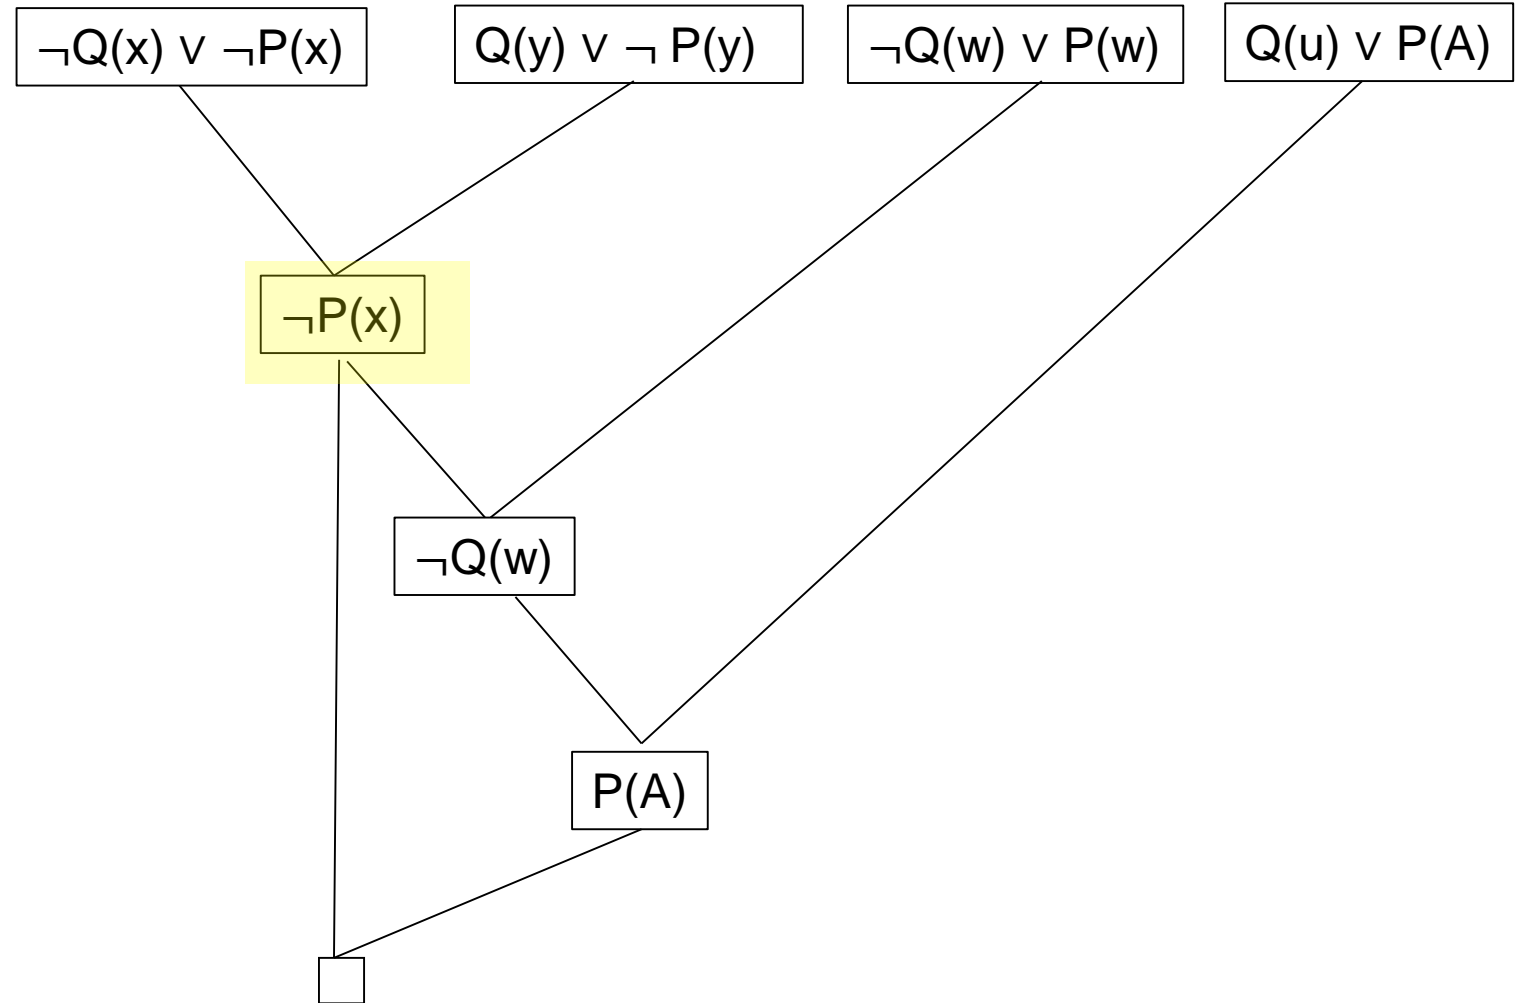 ¬Q(x) ∨ ¬P(x)
Q(y) ∨ ¬ P(y)
¬Q(w) ∨ P(w)
Q(u) ∨ P(A)
¬P(x)
¬Q(w)
P(A)